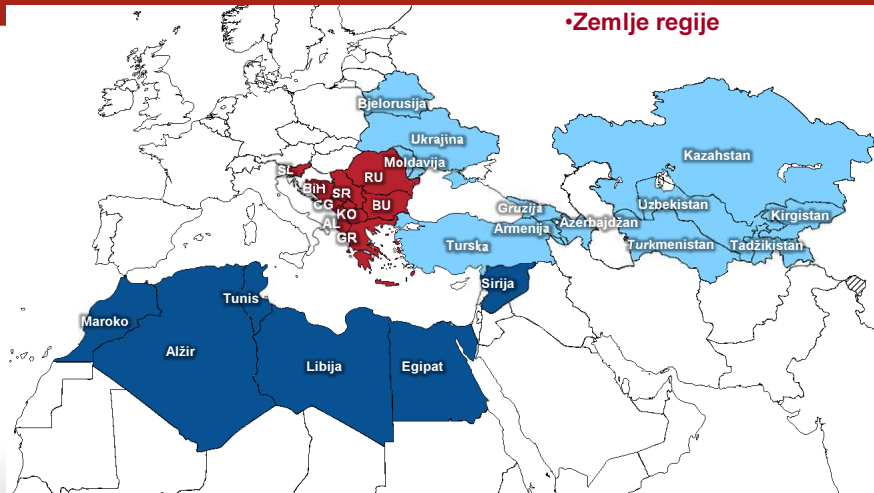 •Zemlje regije
Bjelorusija
Ukrajina
Kazahstan
Moldavija
SL
RU
BiH
SR
Uzbekistan
BU
CG
Gruzija
KO
Kirgistan
AL
Azerbajdžan
Armenija
GR
Turska
Turkmenistan
Tadžikistan
Sirija
Tunis
Maroko
Alžir
Libija
Egipat